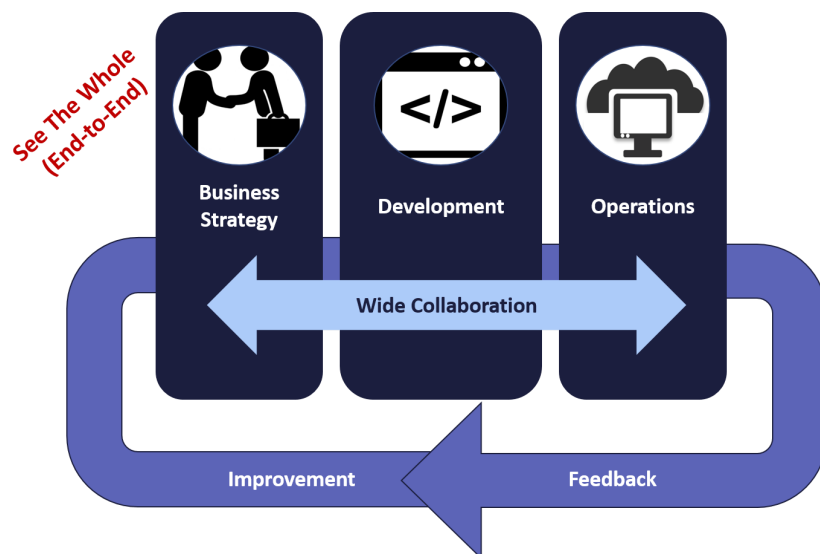 See The Whole
(End-to-End)
</>
Business
Strategy
Development
Operations
Wide Collaboration
Improvement
Feedback